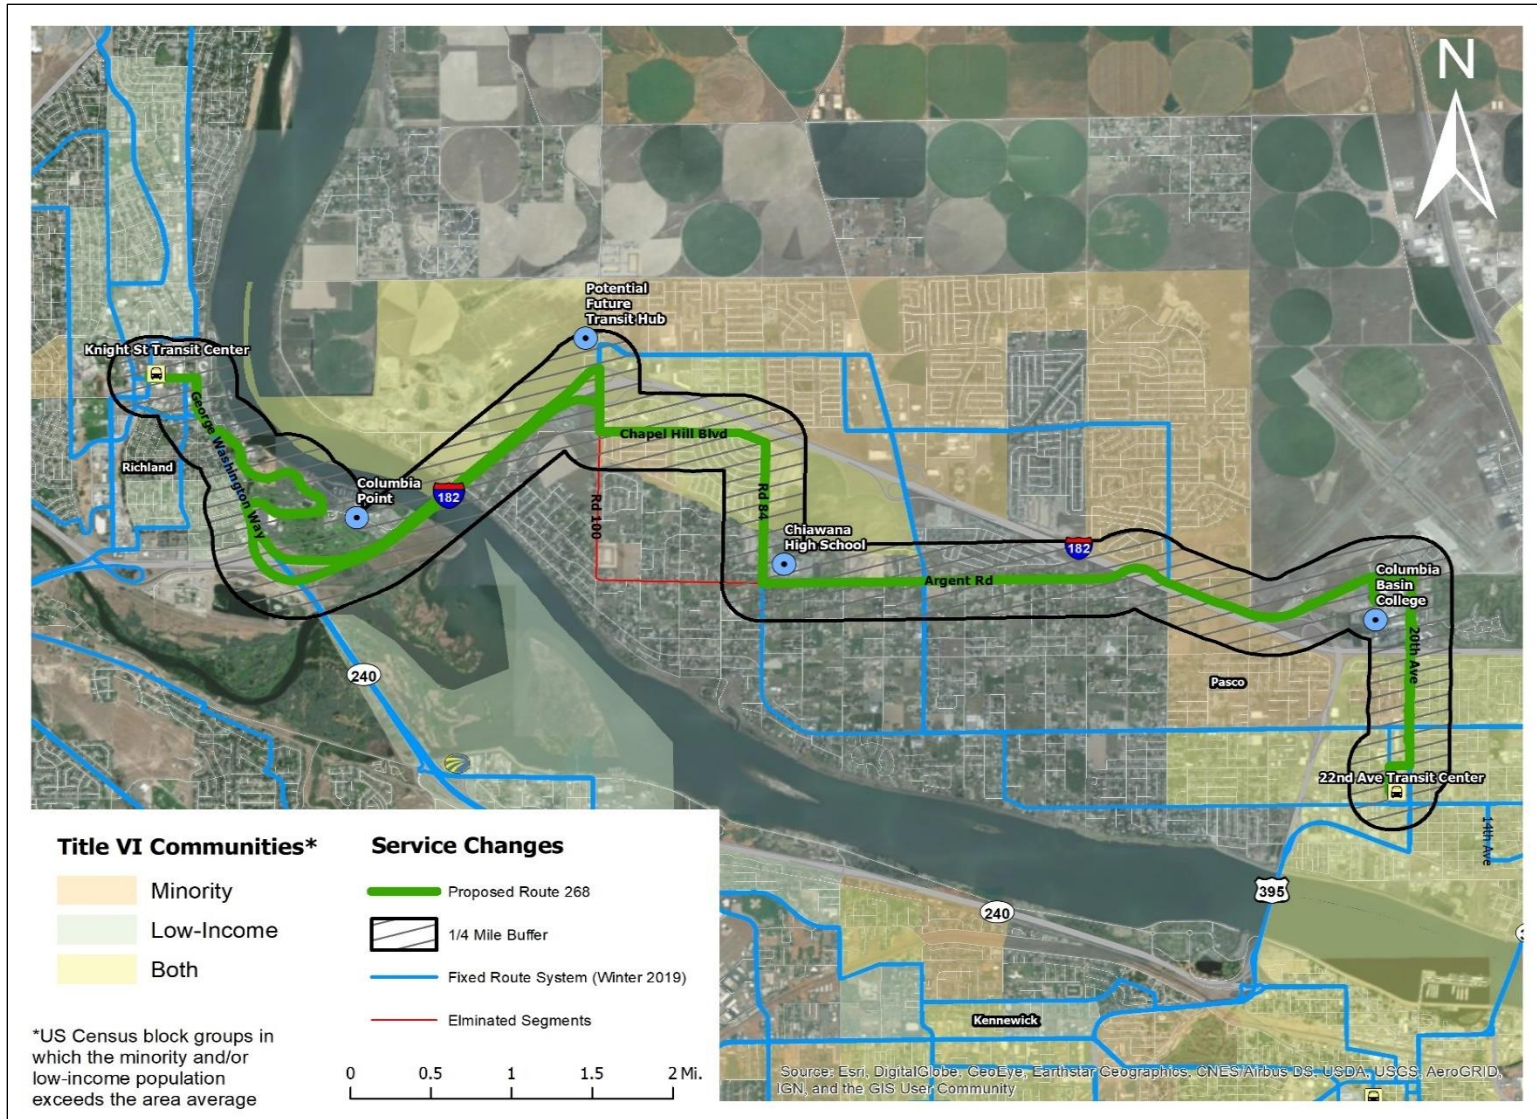 N
Potential
Future
Transit Hub
Knight St Transit Center
George Washington Way
Richland
Columbia
Point
182
Chapel Hill Blvd
Rd 100
Rd 84
Chiawana
High School
182
Argent Rd
Columbia
Basin
College
20th Ave
Pasco
240
22nd Ave Transit Center
14th Ave
395
240
Kennewick
Title VI Communities*
Minority
Low-Income
Both
*US Census block groups in
which the minority and/or
low-income population
exceeds the area average
Service Changes
Proposed Route 268
1/4 Mile Buffer
Fixed Route System (Winter 2019)
Elminated Segments
0 0.5 1 1.5 2 Mi.
Source: Esri, DigitalGlobe, GeoEye, Earthstar Geographics, CNES/Airbus DS, USDA, USGS, AeroGRID,
IGN, and the GIS User Community